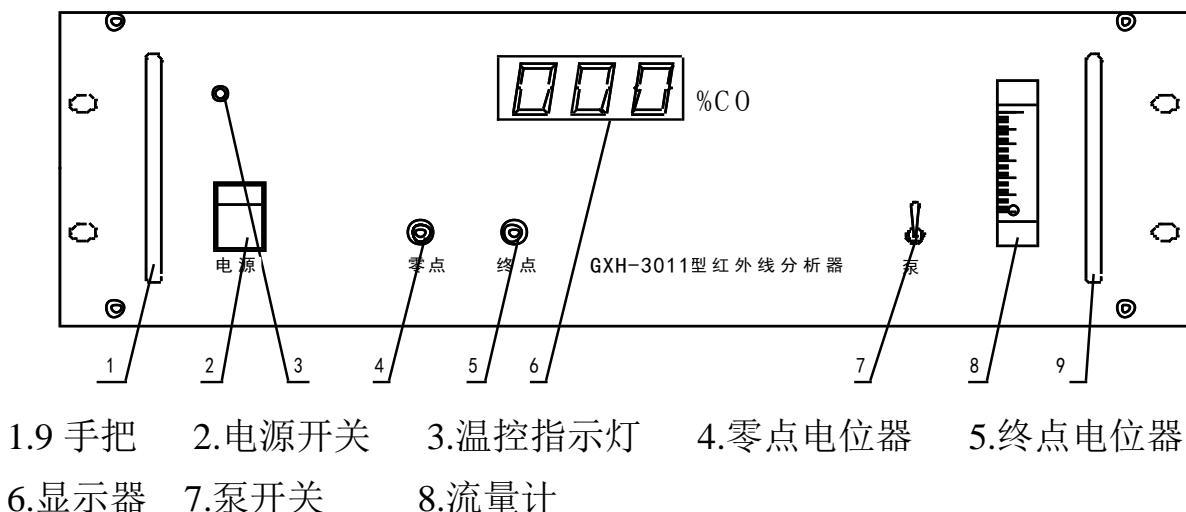 000 %CO
电源 零点 终点 GXH-3011型红外线分析器 泵
1 2 3 4 5 6 7 8 9
1.9 手把 2.电源开关 3.温控指示灯 4.零点电位器 5.终点电位器
6.显示器 7.泵开关 8.流量计